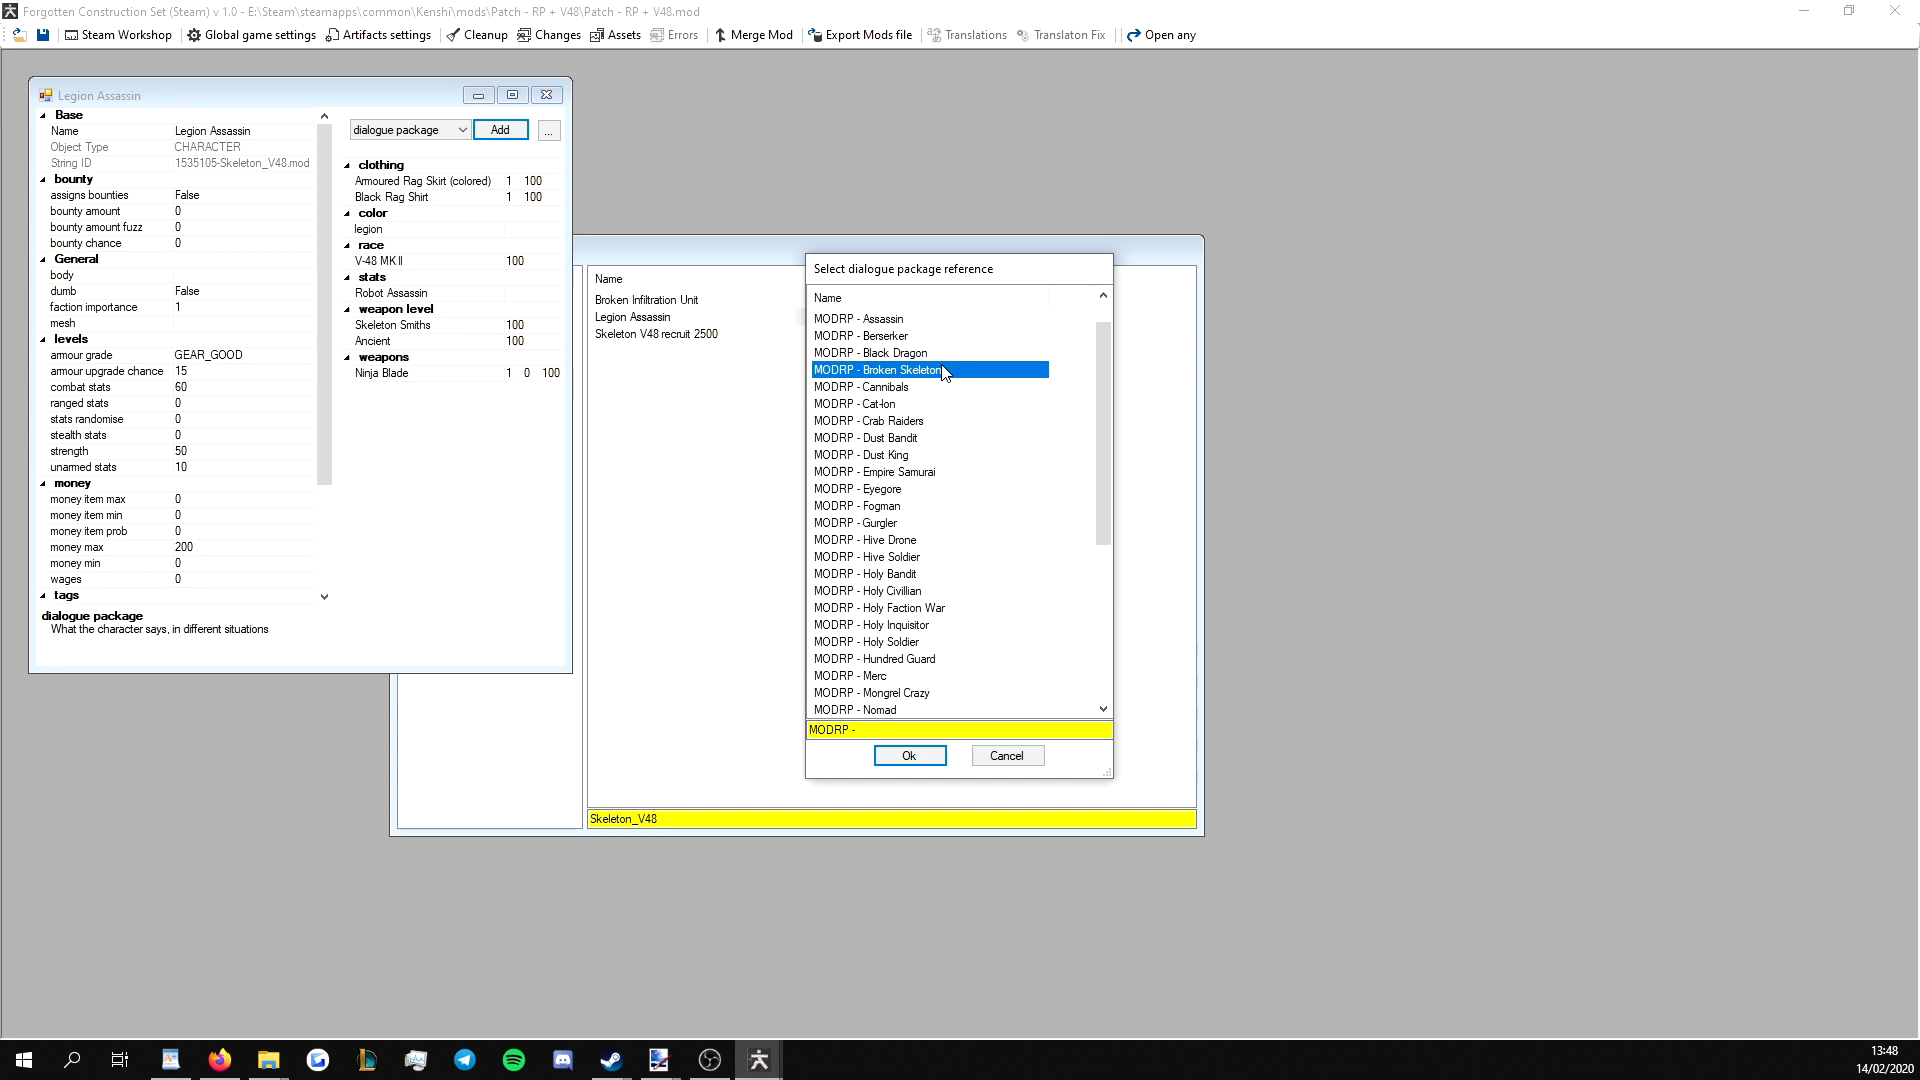 Forgotten Construction Set (Steam) v 1.0 - E:\Steam\steamapps\common\Kenshi\mods\Patch - RP + V48\Patch - RP + V48.mod
Steam Workshop Global game settings Artifacts settings Cleanup Changes Assets Errors Merge Mod Export Mods file Translations Translaton Fix Open any
Legion Assassin
Base
Name Legion Assassin
Object Type CHARACTER
String ID 1535105-Skeleton_V48.mod
bounty
assigns bounties False
bounty amount 0
bounty amount fuzz 0
bounty chance 0
General
body
dumb False
faction importance 1
mesh
levels
armour grade GEAR_GOOD
armour upgrade chance 15
combat stats 60
ranged stats 0
stats randomise 0
stealth stats 0
strength 50
unarmed stats 10
money
money item max 0
money item min 0
money item prob 0
money max 200
money min 0
wages 0
tags
dialogue package
What the character says, in different situations
dialogue package Add ...
clothing
Armoured Rag Skirt (colored) 1 100
Black Rag Shirt 1 100
color
legion
race
V-48 MK II 100
stats
Robot Assassin
weapon level
Skeleton Smiths 100
Ancient 100
weapons
Ninja Blade 1 0 100
Name
Broken Infiltration Unit
Legion Assassin
Skeleton V48 recruit 2500
Skeleton_V48
Select dialogue package reference
Name
MODRP - Assassin
MODRP - Berserker
MODRP - Black Dragon
MODRP - Broken Skeleton
MODRP - Cannibals
MODRP - Cat-lon
MODRP - Crab Raiders
MODRP - Dust Bandit
MODRP - Dust King
MODRP - Empire Samurai
MODRP - Eyegore
MODRP - Fogman
MODRP - Gurgler
MODRP - Hive Drone
MODRP - Hive Soldier
MODRP - Holy Bandit
MODRP - Holy Civillian
MODRP - Holy Faction War
MODRP - Holy Inquisitor
MODRP - Holy Soldier
MODRP - Hundred Guard
MODRP - Merc
MODRP - Mongrel Crazy
MODRP - Nomad
MODRP -
Ok Cancel
13:48
14/02/2020